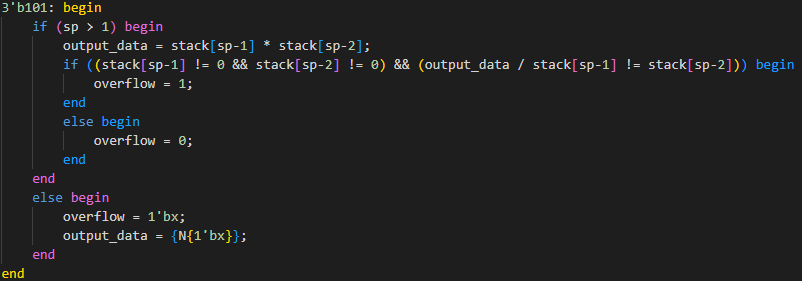 3'b101: begin
    if (sp > 1) begin
        output_data = stack[sp-1] * stack[sp-2];
        if ((stack[sp-1] != 0 && stack[sp-2] != 0) && (output_data / stack[sp-1] != stack[sp-2])) begin
            overflow = 1;
        end
        else begin
            overflow = 0;
        end
    end
    else begin
        overflow = 1'bx;
        output_data = {N{1'bx}};
    end
end